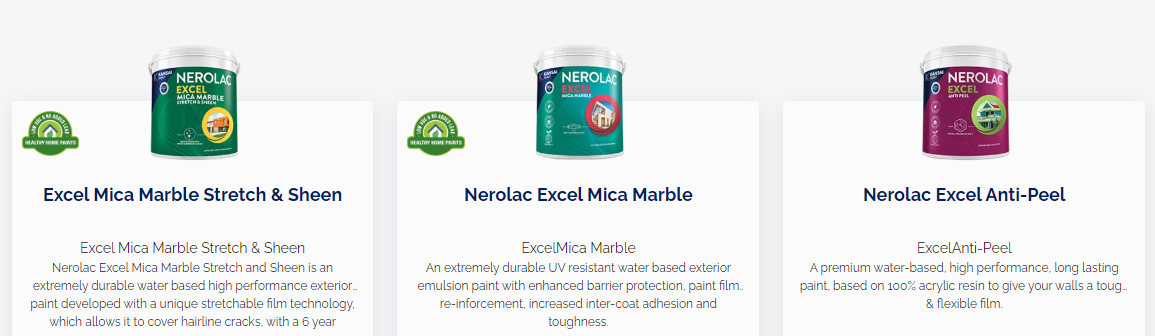 KANSAI
NEROLAC
EXCEL
MICA MARBLE
STRETCH & SHEEN
KANSAI
NEROLAC
EXCEL
MICA MARBLE
KANSAI
NEROLAC
EXCEL
ANTI PEEL
LOW VOC & NO ADDED LEAD
HEALTHY HOME PAINTS
LOW VOC & NO ADDED LEAD
HEALTHY HOME PAINTS
Excel Mica Marble Stretch & Sheen
Nerolac Excel Mica Marble
Nerolac Excel Anti-Peel
Excel Mica Marble Stretch & Sheen
Nerolac Excel Mica Marble Stretch and Sheen is an
extremely durable water based high performance exterior...
paint developed with a unique stretchable film technology,
which allows it to cover hairline cracks, with a 6 year
ExcelMica Marble
An extremely durable UV resistant water based exterior
emulsion paint with enhanced barrier protection, paint film...
re-inforcement, increased inter-coat adhesion and
toughness.
ExcelAnti-Peel
A premium water-based, high performance, long lasting
paint, based on 100% acrylic resin to give your walls a toug...
& flexible film.